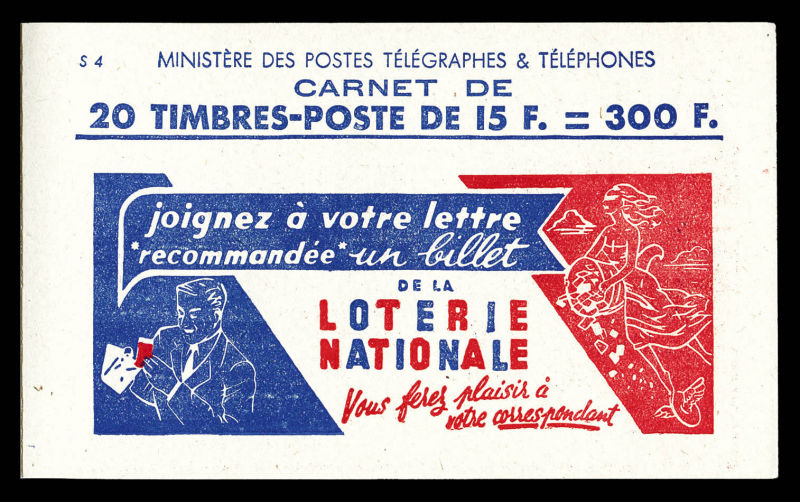 S 4
MINISTÈRE DES POSTES TÉLÉGRAPHES & TÉLÉPHONES
CARNET DE
20 TIMBRES-POSTE DE 15 F. = 300 F.
joignez à votre lettre
"recommandée" un billet
DE LA
LOTERIE
NATIONALE
Vous ferez plaisir à
votre correspondant